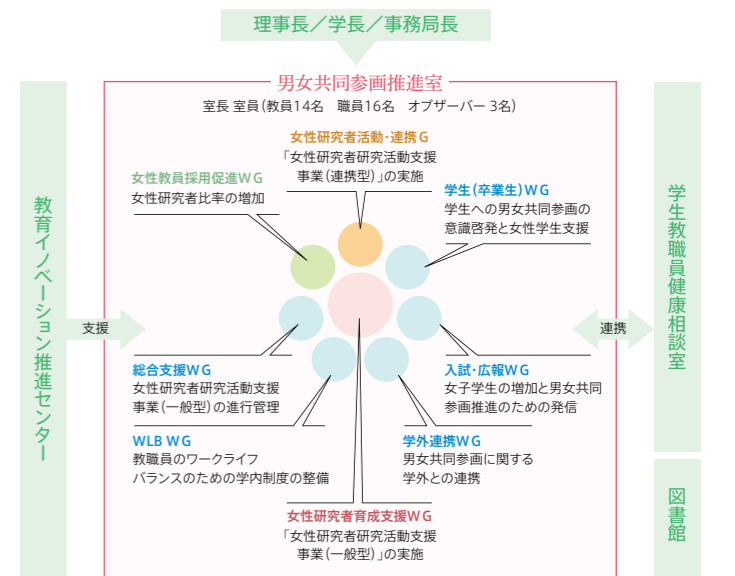 理事長／学長／事務局長
男女共同参画推進室
室長 室員（教員14名　職員16名　オブザーバー 3名）
女性研究者活動・連携G
「女性研究者研究活動支援
事業（連携型）」の実施
女性教員採用促進WG
女性研究者比率の増加
学生（卒業生）WG
学生への男女共同参画の
意識啓発と女性学生支援
教育イノベーション推進センター
支援
連携
学生教職員健康相談室
図書館
総合支援WG
女性研究者研究活動支援
事業（一般型）の進行管理
入試・広報WG
女子学生の増加と男女共同
参画推進のための発信
WLB WG
教職員のワークライフ
バランスのための学内制度の整備
学外連携WG
男女共同参画に関する
学外との連携
女性研究者育成支援WG
「女性研究者研究活動支援
事業（一般型）」の実施